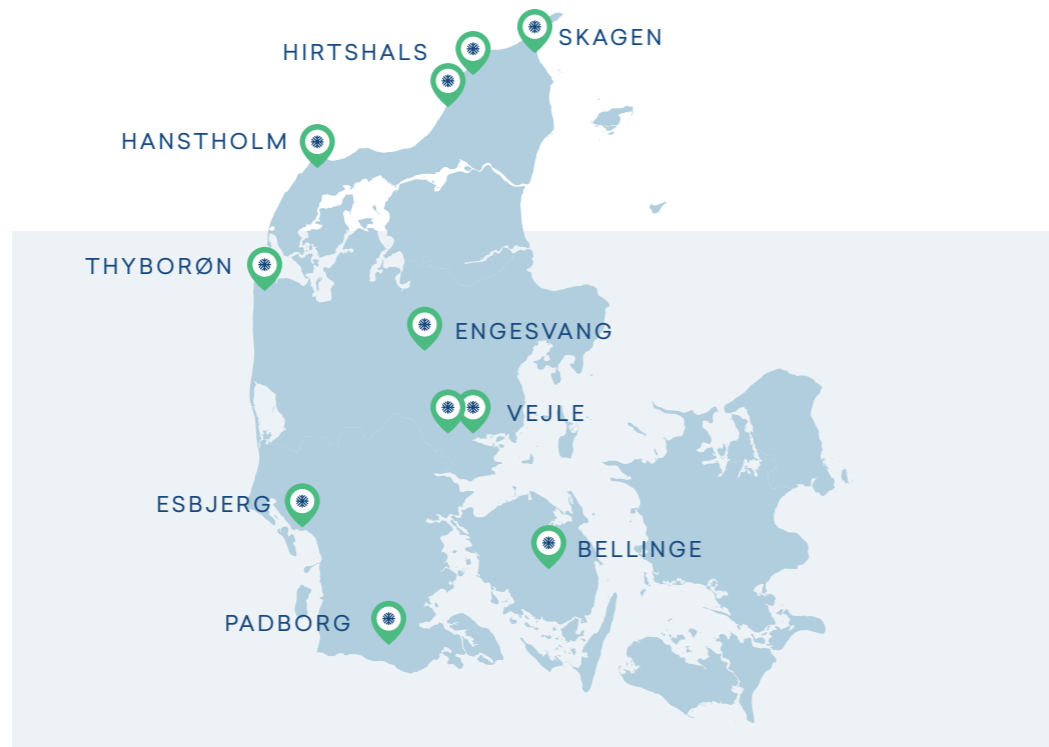 SKAGEN
HIRTSHALS
HANSTHOLM
THYBORØN
ENGESVANG
VEJLE
ESBJERG
BELLINGE
PADBORG